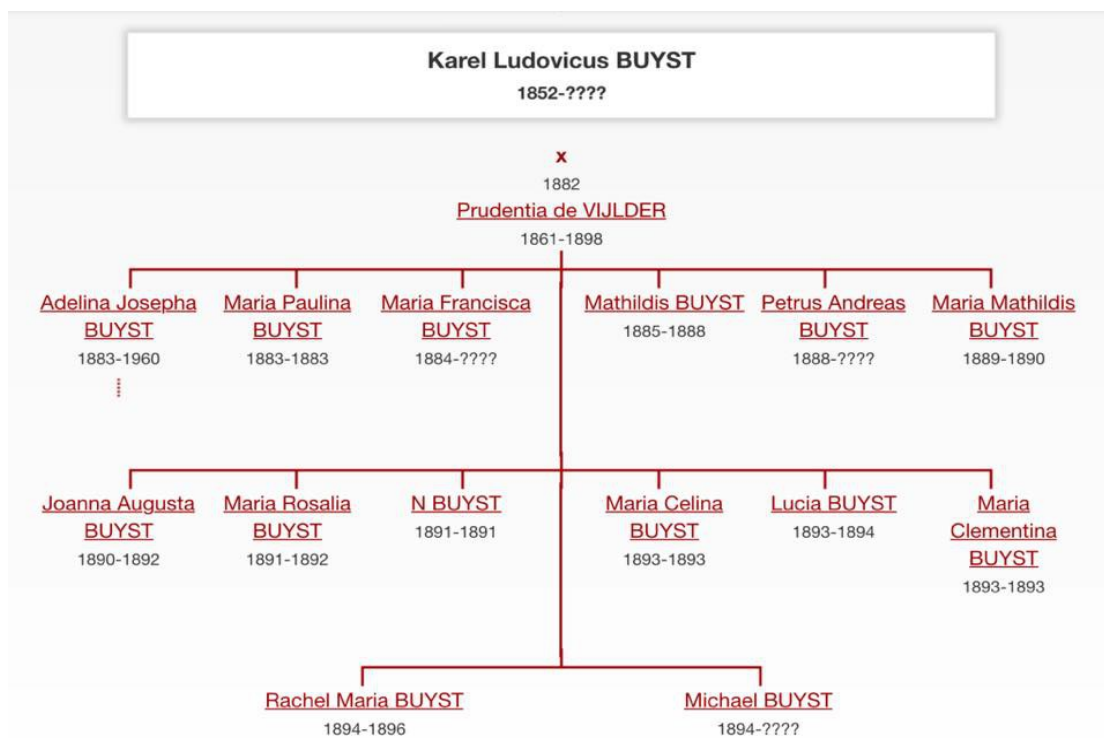 Karel Ludovicus BUYST
1852-????
x
1882
Prudentia de VIJLDER
1861-1898
Adelina Josepha BUYST
1883-1960
Maria Paulina BUYST
1883-1883
Maria Francisca BUYST
1884-????
Mathildis BUYST
1885-1888
Petrus Andreas BUYST
1888-????
Maria Mathildis BUYST
1889-1890
Joanna Augusta BUYST
1890-1892
Maria Rosalia BUYST
1891-1892
N BUYST
1891-1891
Maria Celina BUYST
1893-1893
Lucia BUYST
1893-1894
Maria Clementina BUYST
1893-1893
Rachel Maria BUYST
1894-1896
Michael BUYST
1894-????